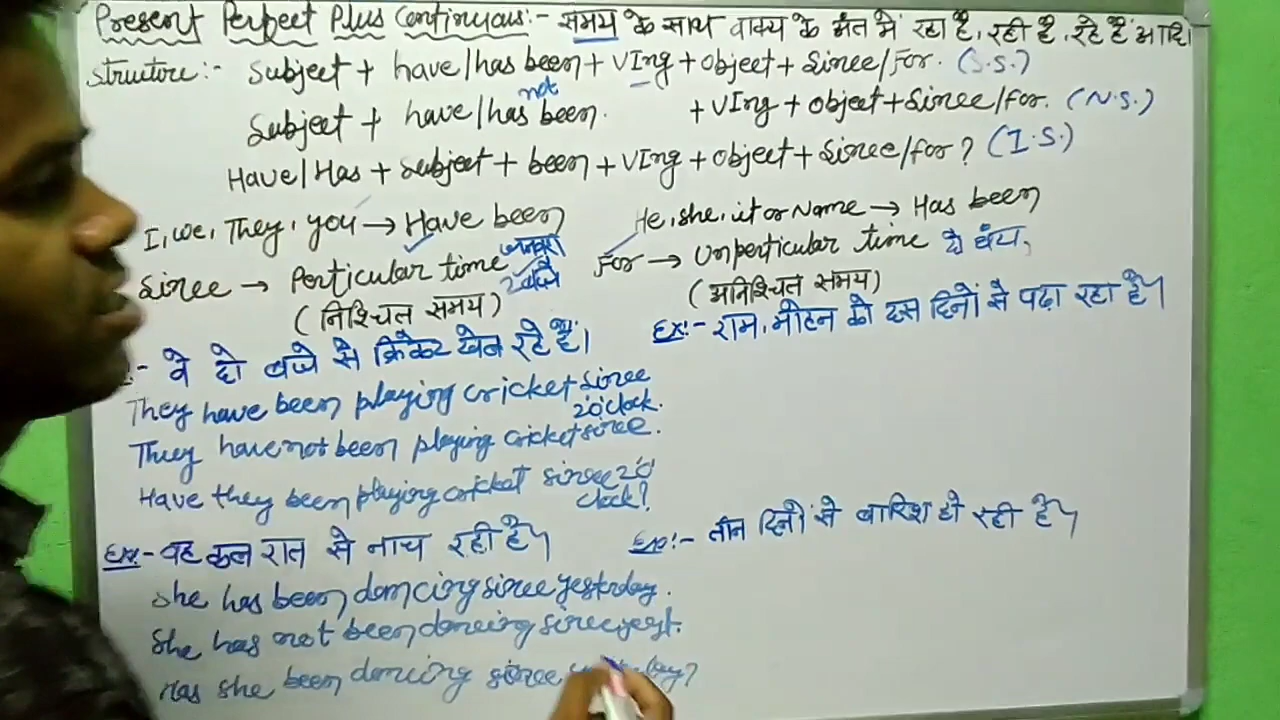 Present Perfect Plus Continuous:- समय के साथ वाक्य के अंत में रहा है, रही है, रहे हैं आदि।
Structure:- Subject + have/has been + VIng + Object + Since/For. (S.S.)
Subject + have/has not been. + VIng + Object + Since/for. (N.S.)
Have/Has + Subject + been + VIng + Object + Since/for? (I.S.)
I, we, They, you → Have been
He, she, it or Name → Has been
Since → Perticular time
2 बजे
(निश्चित समय)
For → Unperticular time दो घंटा,
(अनिश्चित समय)
:- वे दो बजे से क्रिकेट खेल रहे हैं।
They have been playing cricket since
2'O'clock.
They have not been playing cricket since.
Have they been playing cricket since 2'O'
clock?
Ex:- वह कल रात से नाच रही है।
She has been dancing since yesterday.
She has not been dancing since yest.
Has she been dancing since
Ex:- राम, मोहन को दस दिनों से पढ़ा रहा है।
Ex:- तीन दिनों से बारिश हो रही है।